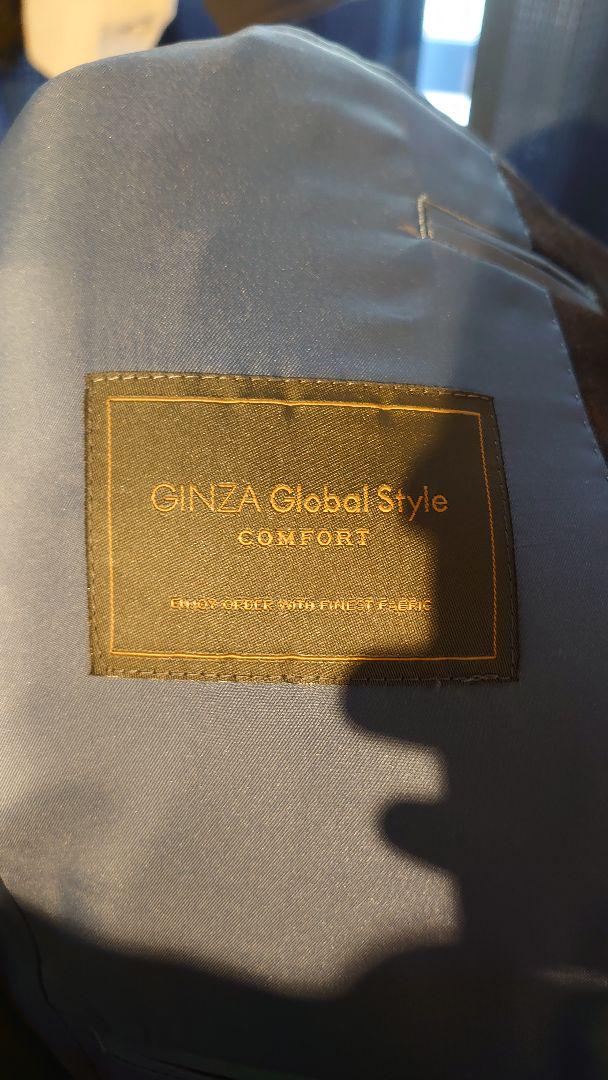 GINZA Global Style
COMFORT
ENJOY ORDER WITH FINEST FABRIC